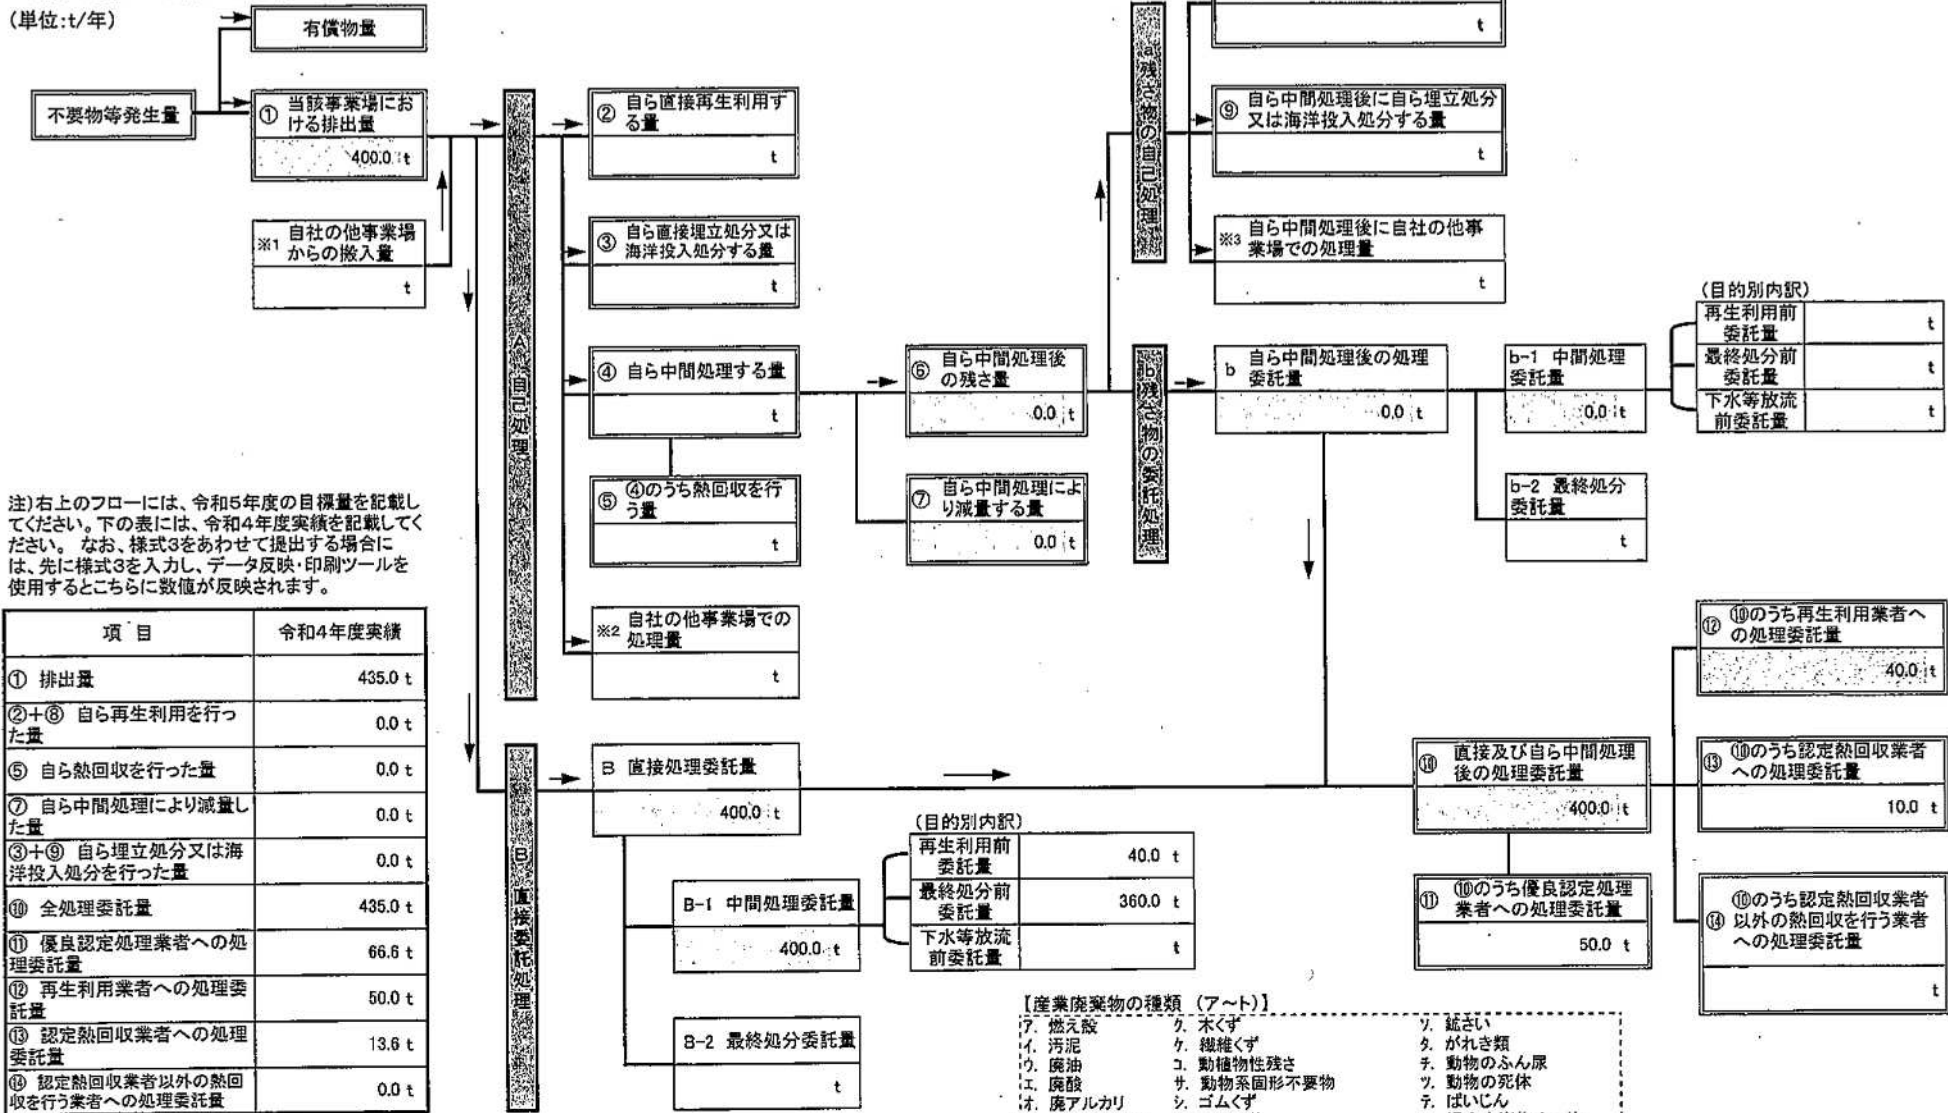 (単位:t/年)
有償物量
不要物等発生量
① 当該事業場にお
ける排出量
400.0 t
※1 自社の他事業場
からの搬入量
t
A 自己処理
② 自ら直接再生利用す
る量
t
③ 自ら直接埋立処分又は
海洋投入処分する量
t
④ 自ら中間処理する量
t
⑤ ④のうち熱回収を行
う量
t
※2 自社の他事業場での
処理量
t
⑥ 自ら中間処理後
の残さ量
0.0 t
⑦ 自ら中間処理によ
り減量する量
0.0 t
a 残さ物の自己処理
t
⑨ 自ら中間処理後に自ら埋立処分
又は海洋投入処分する量
t
※3 自ら中間処理後に自社の他事
業場での処理量
t
b 残さ物の委託処理
b 自ら中間処理後の処理
委託量
0.0 t
b-1 中間処理
委託量
0.0 t
(目的別内訳)
再生利用前
委託量
t
最終処分前
委託量
t
下水等放流
前委託量
t
b-2 最終処分
委託量
t
注)右上のフローには、令和5年度の目標量を記載し
てください。下の表には、令和4年度実績を記載してく
ださい。 なお、様式3をあわせて提出する場合に
は、先に様式3を入力し、データ反映・印刷ツールを
使用するとこちらに数値が反映されます。
項 目 令和4年度実績
① 排出量 435.0 t
②+⑧ 自ら再生利用を行っ
た量 0.0 t
⑤ 自ら熱回収を行った量 0.0 t
⑦ 自ら中間処理により減量し
た量 0.0 t
③+⑨ 自ら埋立処分又は海
洋投入処分を行った量 0.0 t
⑩ 全処理委託量 435.0 t
⑪ 優良認定処理業者への処
理委託量 66.6 t
⑫ 再生利用業者への処理委
託量 50.0 t
⑬ 認定熱回収業者への処理
委託量 13.6 t
⑭ 認定熱回収業者以外の熱回
収を行う業者への処理委託量 0.0 t
B 直接委託処理
B 直接処理委託量
400.0 t
B-1 中間処理委託量
400.0 t
(目的別内訳)
再生利用前
委託量
40.0 t
最終処分前
委託量
360.0 t
下水等放流
前委託量
t
B-2 最終処分委託量
t
⑩ 直接及び自ら中間処理
後の処理委託量
400.0 t
⑪ ⑩のうち優良認定処理
業者への処理委託量
50.0 t
⑫ ⑩のうち再生利用業者へ
の処理委託量
40.0 t
⑬ ⑩のうち認定熱回収業者
への処理委託量
10.0 t
⑭ ⑩のうち認定熱回収業者
以外の熱回収を行う業者
への処理委託量
t
【産業廃棄物の種類 (ア~ト)】
ア. 燃え殻 ク. 木くず ソ. 鉱さい
イ. 汚泥 ケ. 繊維くず タ. がれき類
ウ. 廃油 コ. 動植物性残さ チ. 動物のふん尿
エ. 廃酸 サ. 動物系固形不要物 ツ. 動物の死体
オ. 廃アルカリ シ. ゴムくず テ. ばいじん